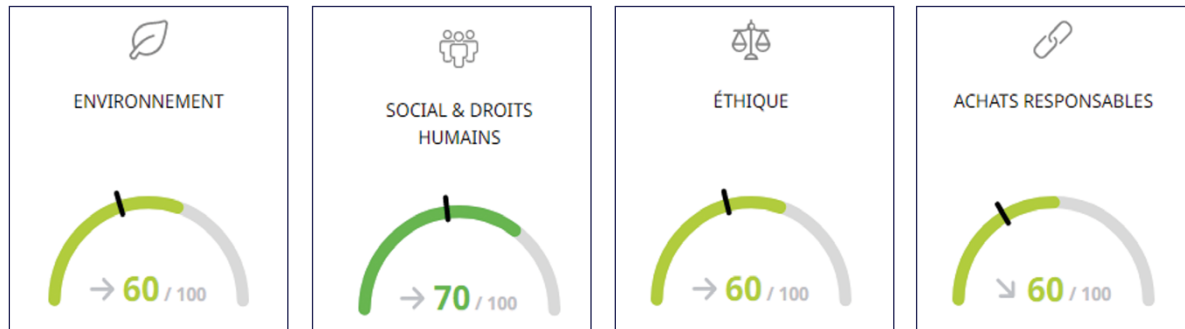 ENVIRONNEMENT
→ 60 / 100
SOCIAL & DROITS
HUMAINS
→ 70 / 100
ÉTHIQUE
→ 60 / 100
ACHATS RESPONSABLES
↘ 60 / 100